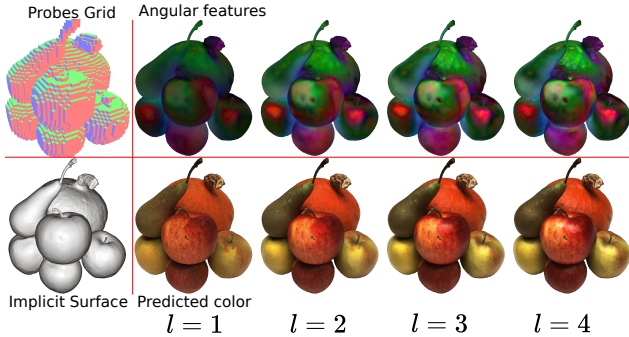 Probes Grid
Angular features
Implicit Surface
Predicted color
l = 1
l = 2
l = 3
l = 4